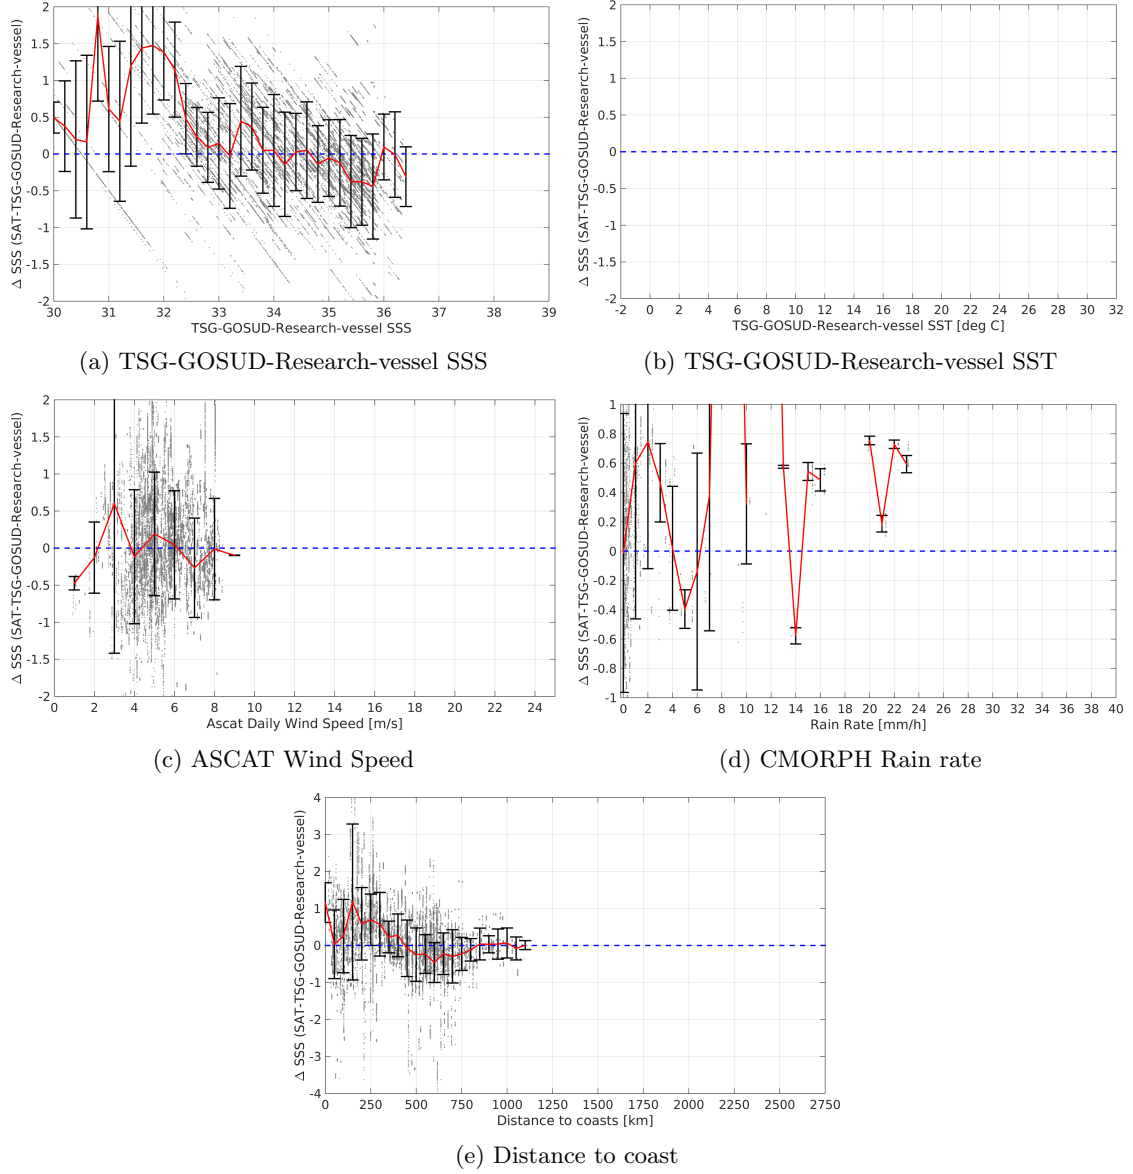 2
1.5
1
0.5
0
-0.5
-1
-1.5
-2
Δ SSS (SAT-TSG-GOSUD-Research-vessel)
30 31 32 33 34 35 36 37 38 39
TSG-GOSUD-Research-vessel SSS
(a) TSG-GOSUD-Research-vessel SSS
2
1.5
1
0.5
0
-0.5
-1
-1.5
-2
Δ SSS (SAT-TSG-GOSUD-Research-vessel)
-2 0 2 4 6 8 10 12 14 16 18 20 22 24 26 28 30 32
TSG-GOSUD-Research-vessel SST [deg C]
(b) TSG-GOSUD-Research-vessel SST
2
1.5
1
0.5
0
-0.5
-1
-1.5
-2
Δ SSS (SAT-TSG-GOSUD-Research-vessel)
0 2 4 6 8 10 12 14 16 18 20 22 24
Ascat Daily Wind Speed [m/s]
(c) ASCAT Wind Speed
1
0.8
0.6
0.4
0.2
0
-0.2
-0.4
-0.6
-0.8
-1
Δ SSS (SAT-TSG-GOSUD-Research-vessel)
0 2 4 6 8 10 12 14 16 18 20 22 24 26 28 30 32 34 36 38 40
Rain Rate [mm/h]
(d) CMORPH Rain rate
4
3
2
1
0
-1
-2
-3
-4
Δ SSS (SAT-TSG-GOSUD-Research-vessel)
0 250 500 750 1000 1250 1500 1750 2000 2250 2500 2750
Distance to coasts [km]
(e) Distance to coast